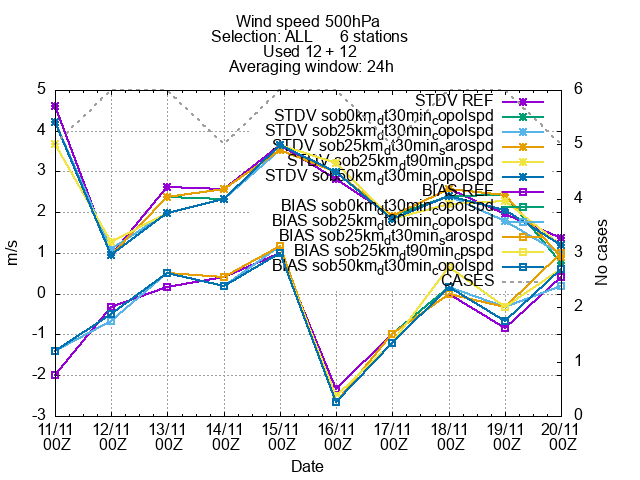 Wind speed 500hPa
Selection: ALL 6 stations
Used 12 + 12
Averaging window: 24h
5
4
3
2
1
0
-1
-2
-3
m/s
6
5
4
3
2
1
0
No cases
STDV REF
STDV sob0km_dt30min_copolspd
STDV sob25km_dt30min_copolspd
STDV sob25km_dt30min_sarospd
STDV sob25km_dt90min_cpspd
STDV sob50km_dt30min_copolspd
BIAS REF
BIAS sob0km_dt30min_copolspd
BIAS sob25km_dt30min_copolspd
BIAS sob25km_dt30min_sarospd
BIAS sob25km_dt90min_cpspd
BIAS sob50km_dt30min_copolspd
CASES
11/11 12/11 13/11 14/11 15/11 16/11 17/11 18/11 19/11 20/11
00Z 00Z 00Z 00Z 00Z 00Z 00Z 00Z 00Z 00Z
Date